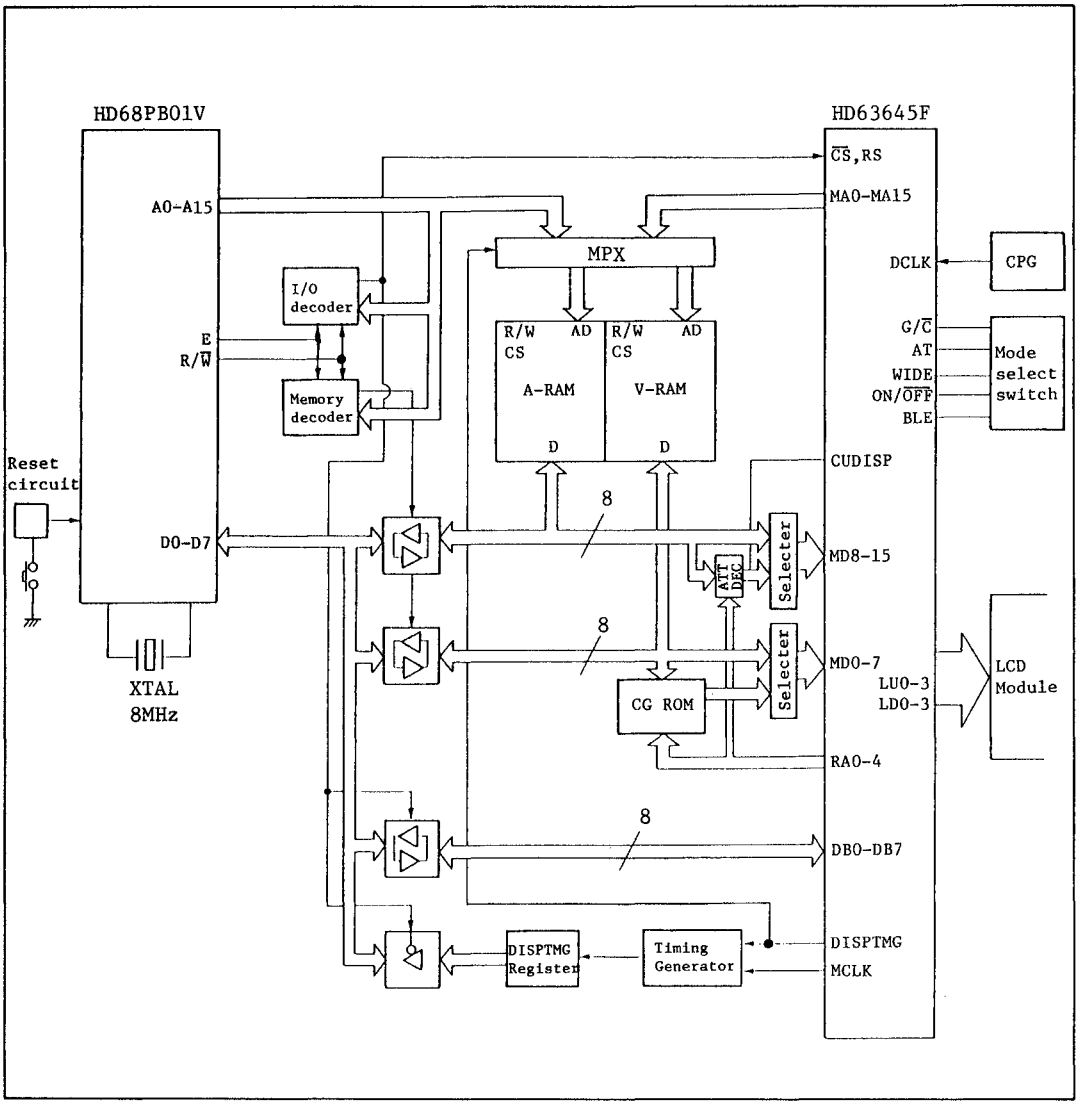 HD68PB01V
HD63645F
C̅S̅,RS
A0-A15
MA0-MA15
MPX
DCLK
CPG
I/O
decoder
E
R/W̅
Memory
decoder
R/W
AD
CS
A-RAM
D
R/W
AD
CS
V-RAM
G/C̅
AT
WIDE
ON/O̅F̅F̅
BLE
Mode
select
switch
CUDISP
Reset
circuit
D0-D7
8
ATT
DEC
Selecter
MD8-15
8
Selecter
MD0-7
CG ROM
LU0-3
LD0-3
LCD
Module
XTAL
8MHz
RA0-4
8
DB0-DB7
DISPTMG
Register
Timing
Generator
DISPTMG
MCLK